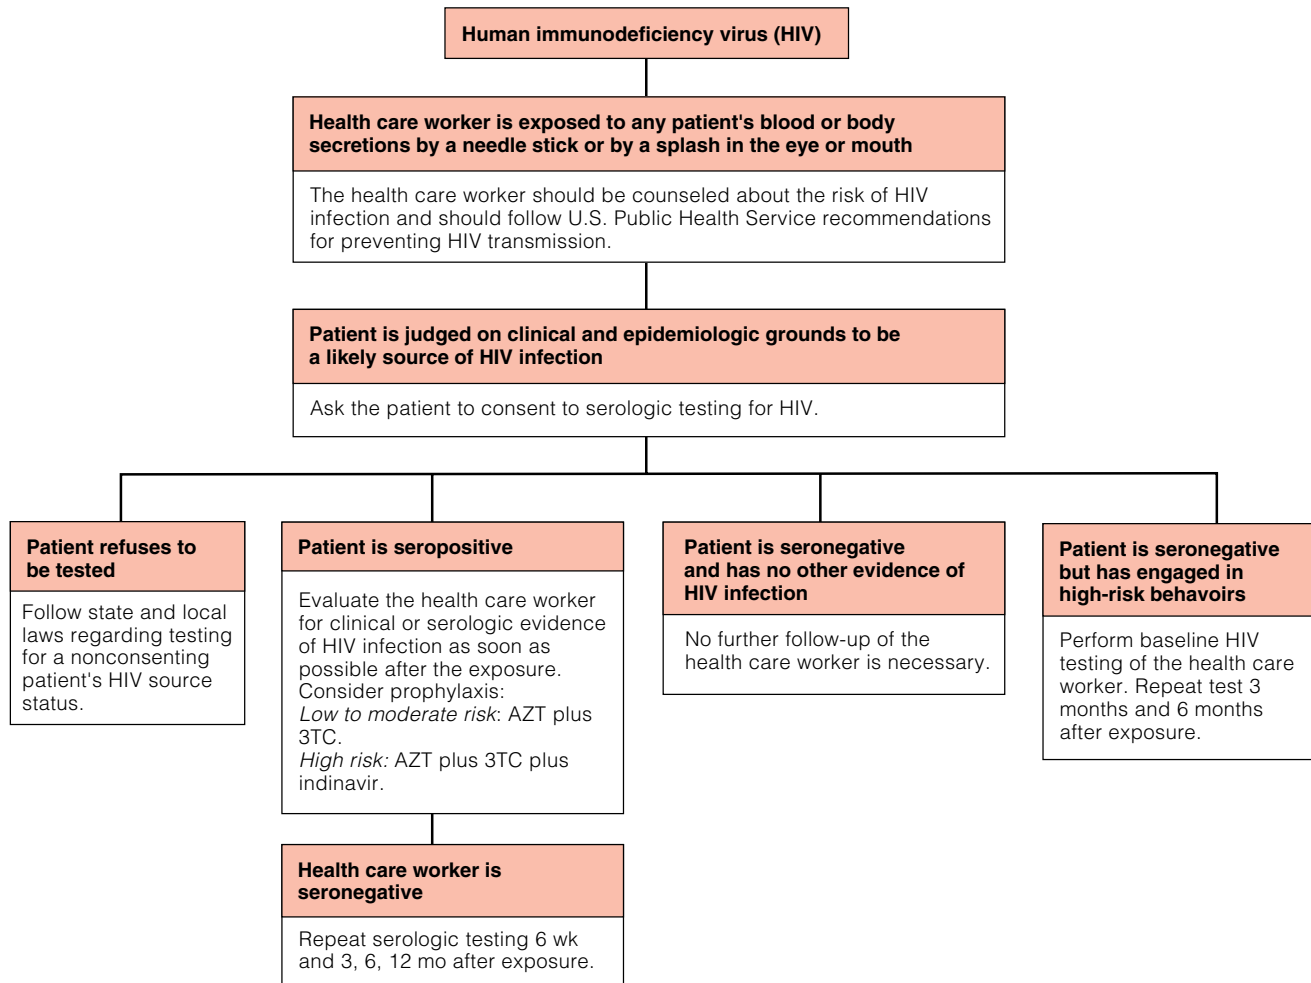 Human immunodeficiency virus (HIV)
Health care worker is exposed to any patient's blood or body
secretions by a needle stick or by a splash in the eye or mouth
The health care worker should be counseled about the risk of HIV
infection and should follow U.S. Public Health Service recommendations
for preventing HIV transmission.
Patient is judged on clinical and epidemiologic grounds to be
a likely source of HIV infection
Ask the patient to consent to serologic testing for HIV.
Patient refuses to
be tested
Follow state and local
laws regarding testing
for a nonconsenting
patient's HIV source
status.
Patient is seropositive
Evaluate the health care worker
for clinical or serologic evidence
of HIV infection as soon as
possible after the exposure.
Consider prophylaxis:
Low to moderate risk: AZT plus
3TC.
High risk: AZT plus 3TC plus
indinavir.
Health care worker is
seronegative
Repeat serologic testing 6 wk
and 3, 6, 12 mo after exposure.
Patient is seronegative
and has no other evidence of
HIV infection
No further follow-up of the
health care worker is necessary.
Patient is seronegative
but has engaged in
high-risk behavoirs
Perform baseline HIV
testing of the health care
worker. Repeat test 3
months and 6 months
after exposure.